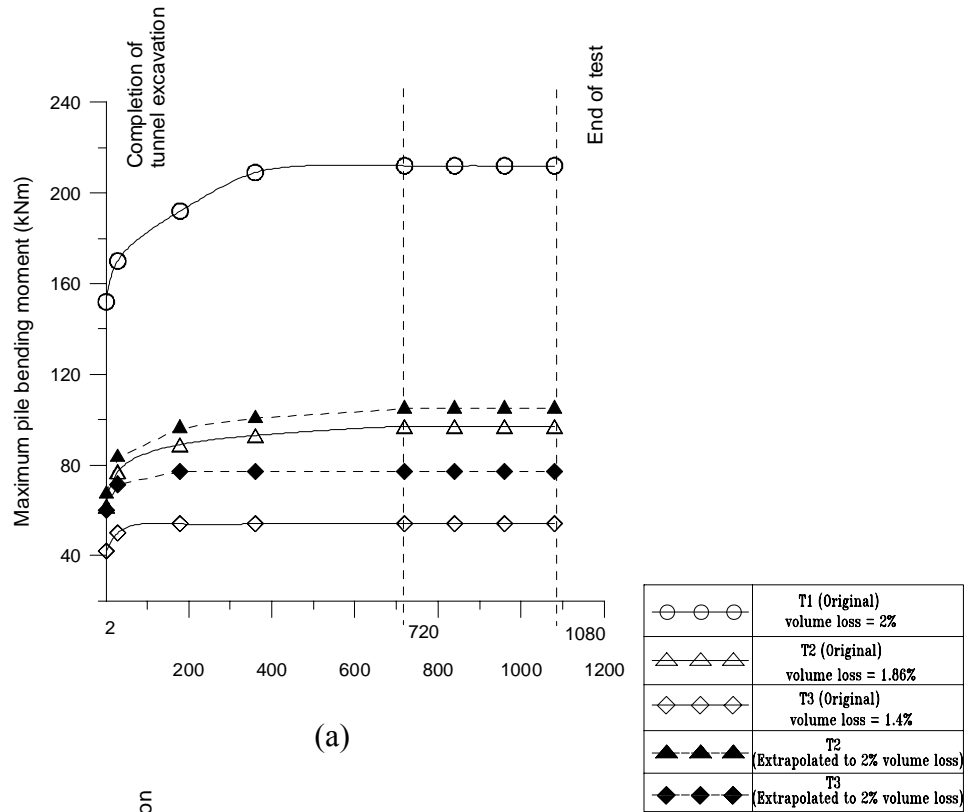 Completion of
tunnel excavation
End of test
Maximum pile bending moment (kNm)
240
200
160
120
80
40
2
720
1080
200
400
600
800
1000
1200
(a)
T1 (Original)
volume loss = 2%
T2 (Original)
volume loss = 1.86%
T3 (Original)
volume loss = 1.4%
T2
(Extrapolated to 2% volume loss)
T3
(Extrapolated to 2% volume loss)
on